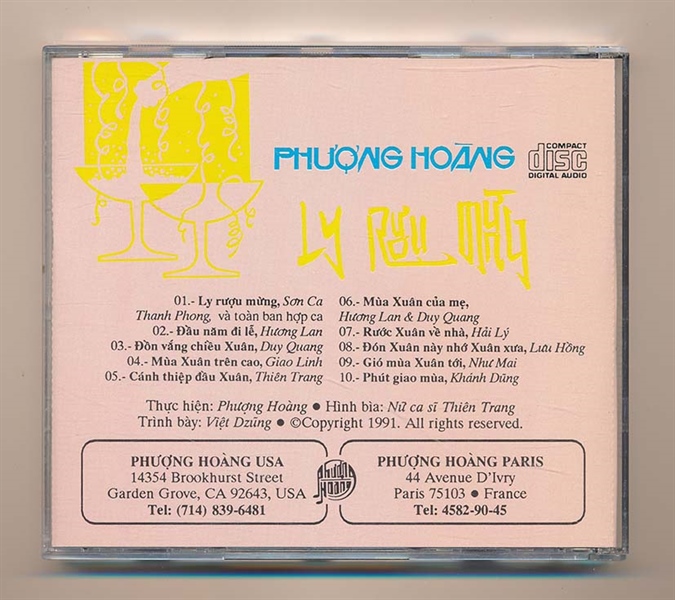 PHƯỢNG HOÀNG
COMPACT
disc
DIGITAL AUDIO
Ly Rượu Mừng
01.- Ly rượu mừng, Sơn Ca
Thanh Phong, và toàn ban hợp ca
02.- Đầu năm đi lễ, Hương Lan
03.- Đồn vắng chiều Xuân, Duy Quang
04.- Mùa Xuân trên cao, Giao Linh
05.- Cánh thiệp đầu Xuân, Thiên Trang
06.- Mùa Xuân của mẹ,
Hương Lan & Duy Quang
07.- Rước Xuân về nhà, Hải Lý
08.- Đón Xuân này nhớ Xuân xưa, Lưu Hồng
09.- Gió mùa Xuân tới, Như Mai
10.- Phút giao mùa, Khánh Dũng
Thực hiện: Phượng Hoàng ● Hình bìa: Nữ ca sĩ Thiên Trang
Trình bày: Việt Dzũng ● ©Copyright 1991. All rights reserved.
PHƯỢNG HOÀNG USA
14354 Brookhurst Street
Garden Grove, CA 92643, USA
Tel: (714) 839-6481
Phượng
Hoàng
PHƯỢNG HOÀNG PARIS
44 Avenue D'Ivry
Paris 75103 ● France
Tel: 4582-90-45